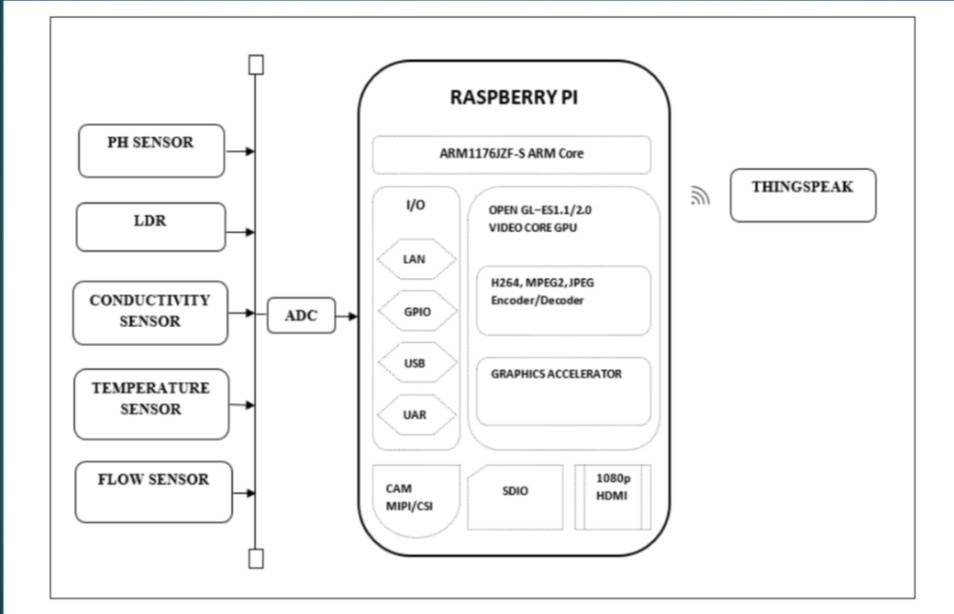 PH SENSOR
LDR
CONDUCTIVITY
SENSOR
TEMPERATURE
SENSOR
FLOW SENSOR
ADC
RASPBERRY PI
ARM1176JZF-S ARM Core
I/O
LAN
GPIO
USB
UAR
OPEN GL–ES1.1/2.0
VIDEO CORE GPU
H264, MPEG2, JPEG
Encoder/Decoder
GRAPHICS ACCELERATOR
CAM
MIPI/CSI
SDIO
1080p
HDMI
THINGSPEAK